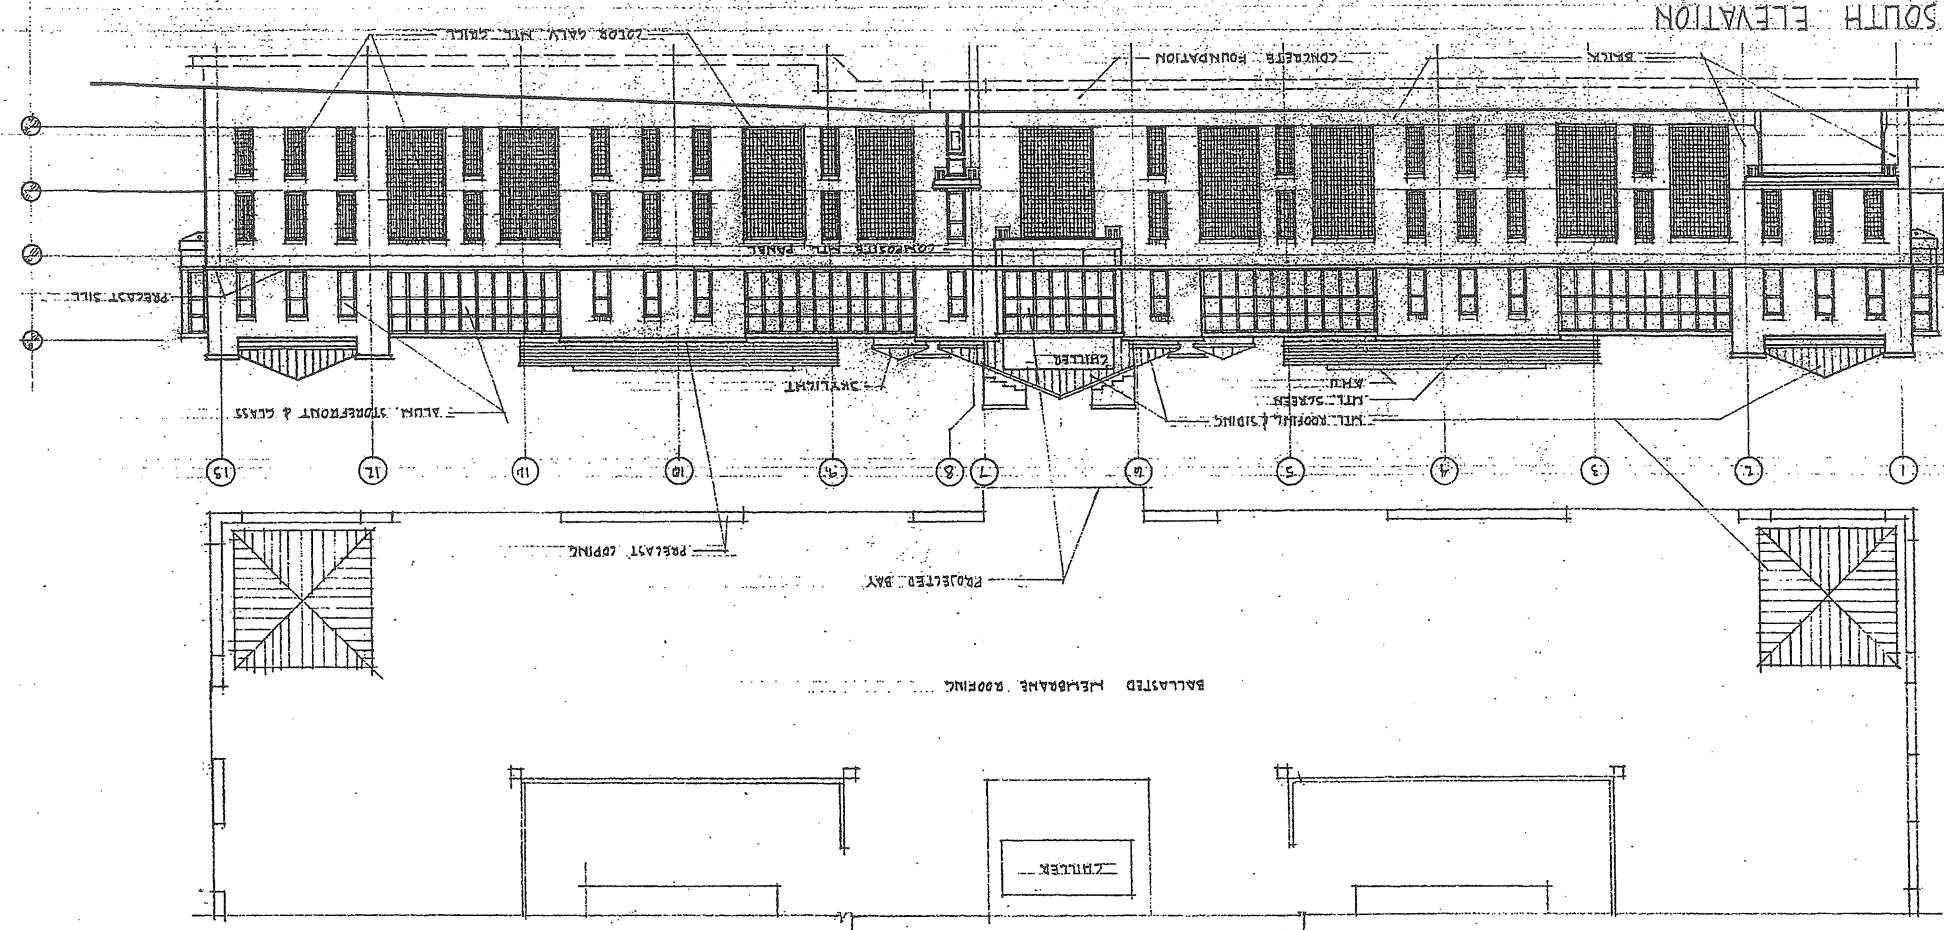 CHILLER
BALLASTED MEMBRANE ROOFING
PROJECTED BAY
PRECAST COPING
1 2 3 4 5 6 7 8 9 10 11 12 13
MTL ROOFING & SIDING
ALUM. STOREFRONT & GLASS
MTL SCREEN
AHU
SKYLIGHT
CHILLER
PRECAST SILL
COMPOSITE MTL PANEL
BRICK
CONCRETE FOUNDATION
COLOR GALV. MTL GRILL
SOUTH ELEVATION